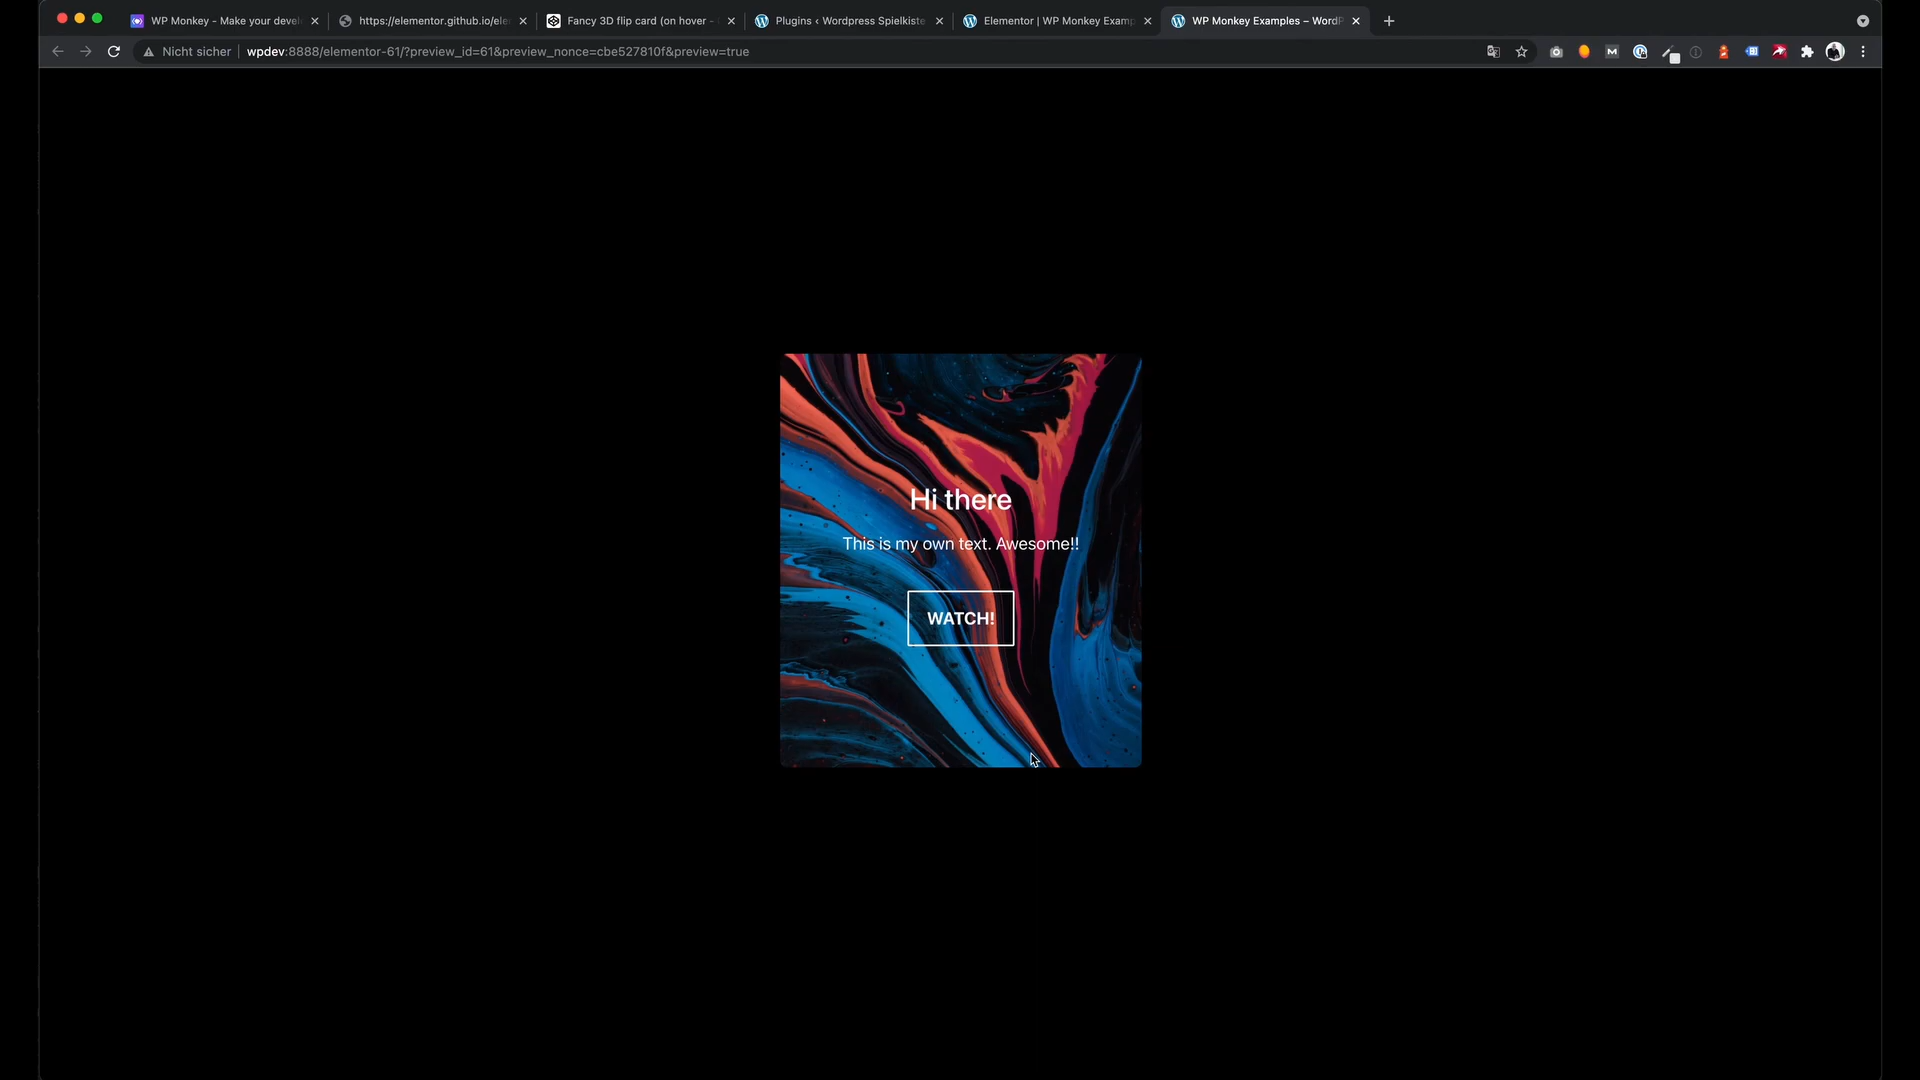 WP Monkey - Make your devel
https://elementor.github.io/ele
Fancy 3D flip card (on hover -
Plugins ‹ Wordpress Spielkiste
Elementor | WP Monkey Examp
WP Monkey Examples – WordP
Nicht sicher
wpdev:8888/elementor-61/?preview_id=61&preview_nonce=cbe527810f&preview=true
Hi there
This is my own text. Awesome!!
WATCH!